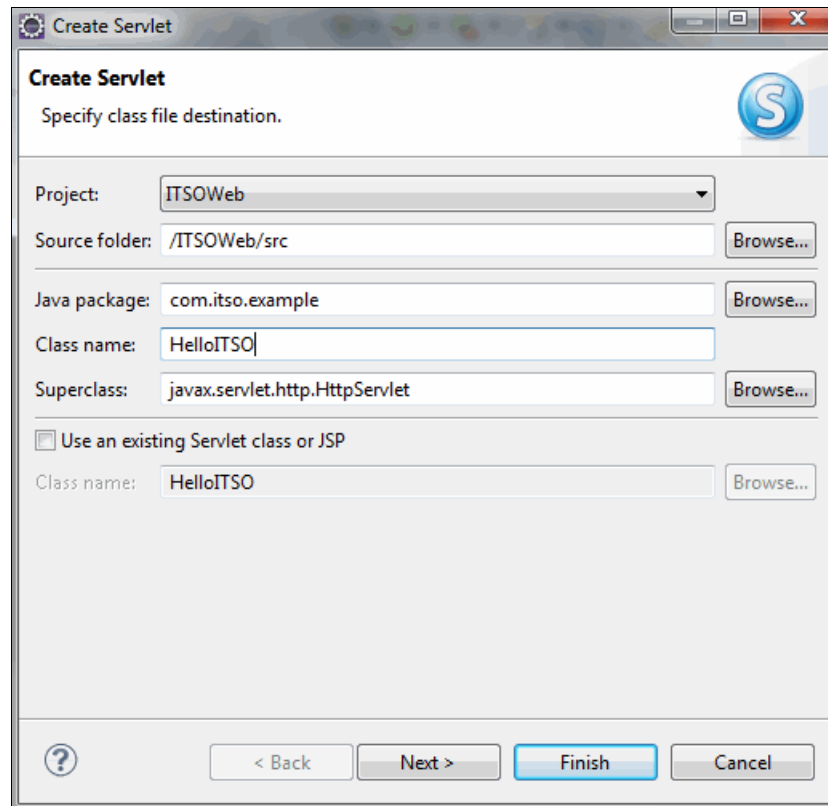 Create Servlet
Create Servlet
Specify class file destination.
S
Project: ITSOWeb
Source folder: /ITSOWeb/src Browse...
Java package: com.itso.example Browse...
Class name: HelloITSO
Superclass: javax.servlet.http.HttpServlet Browse...
Use an existing Servlet class or JSP
Class name: HelloITSO Browse...
? < Back Next > Finish Cancel